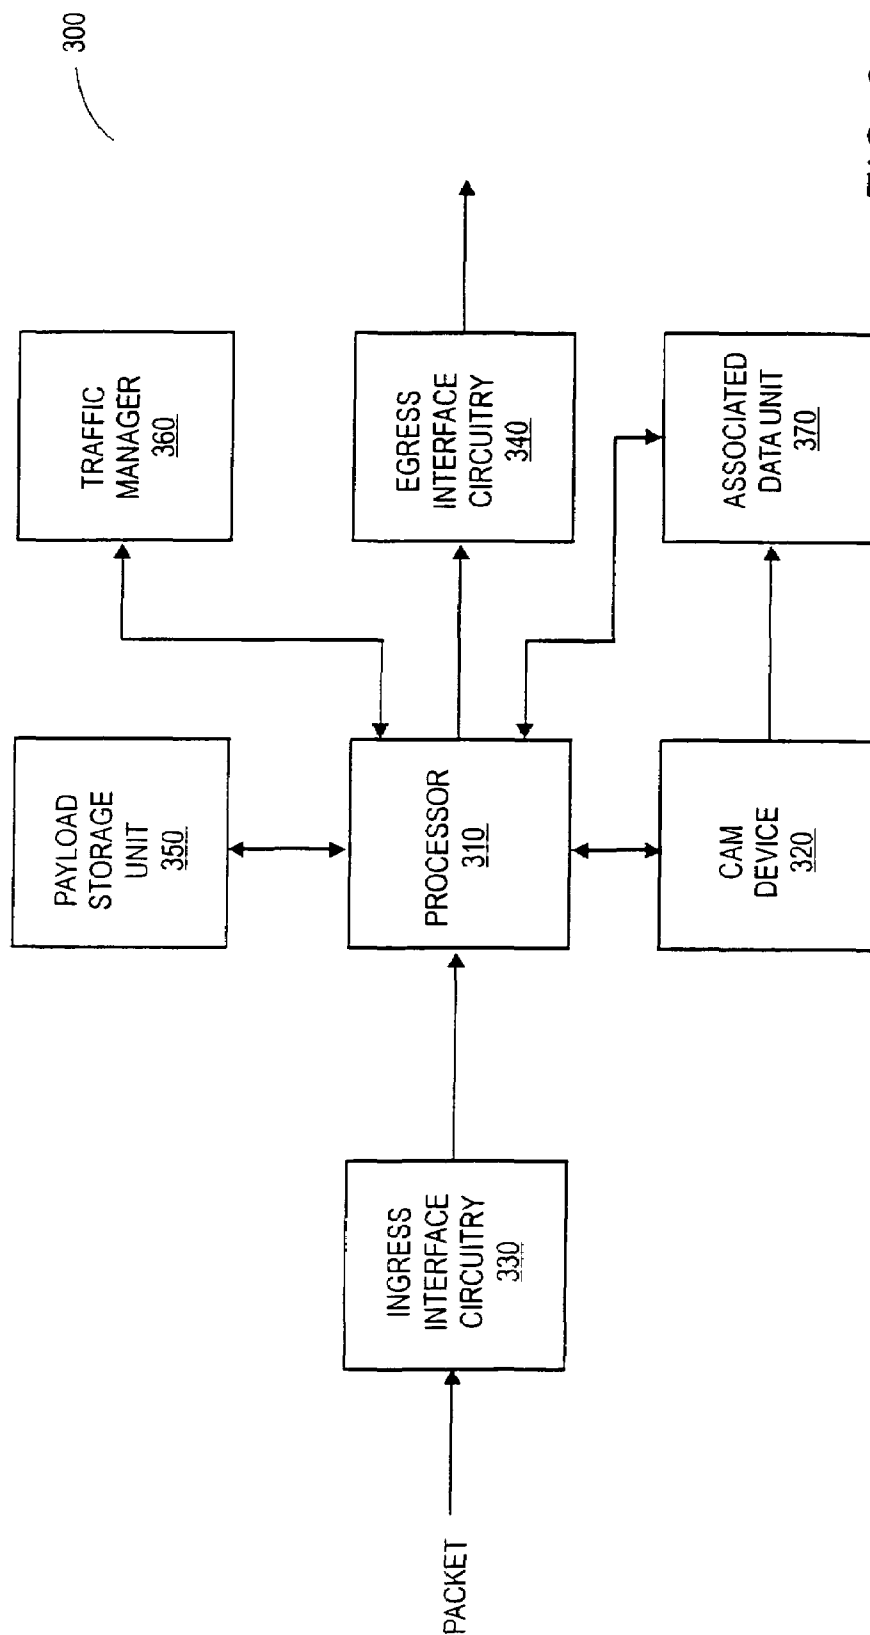 300
PAYLOAD
STORAGE
UNIT
350
TRAFFIC
MANAGER
360
PACKET
INGRESS
INTERFACE
CIRCUITRY
330
PROCESSOR
310
EGRESS
INTERFACE
CIRCUITRY
340
CAM
DEVICE
320
ASSOCIATED
DATA UNIT
370